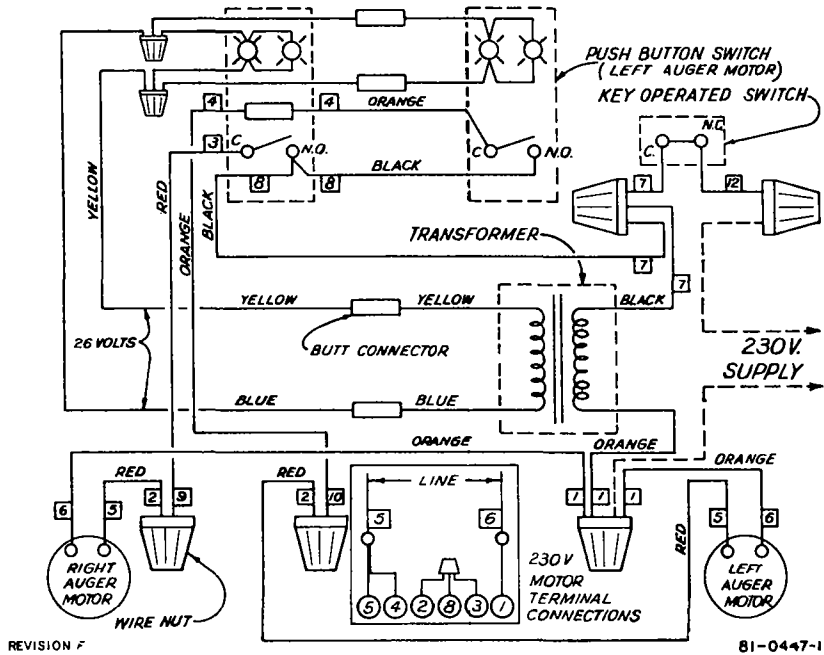 PUSH BUTTON SWITCH
(LEFT AUGER MOTOR)
KEY OPERATED SWITCH
4
4
ORANGE
3
C
N.O.
C
N.O.
C.
N.C.
BLACK
8
8
7
12
YELLOW
RED
ORANGE
BLACK
TRANSFORMER
7
7
YELLOW
YELLOW
BLACK
26 VOLTS
BUTT CONNECTOR
230V.
SUPPLY
BLUE
BLUE
ORANGE
ORANGE
ORANGE
RED
RED
LINE
6
5
2
9
2
10
1
1
1
5
6
5
6
RED
RIGHT
AUGER
MOTOR
WIRE NUT
5
4
2
8
3
1
230V
MOTOR
TERMINAL
CONNECTIONS
LEFT
AUGER
MOTOR
REVISION F
81-0447-1